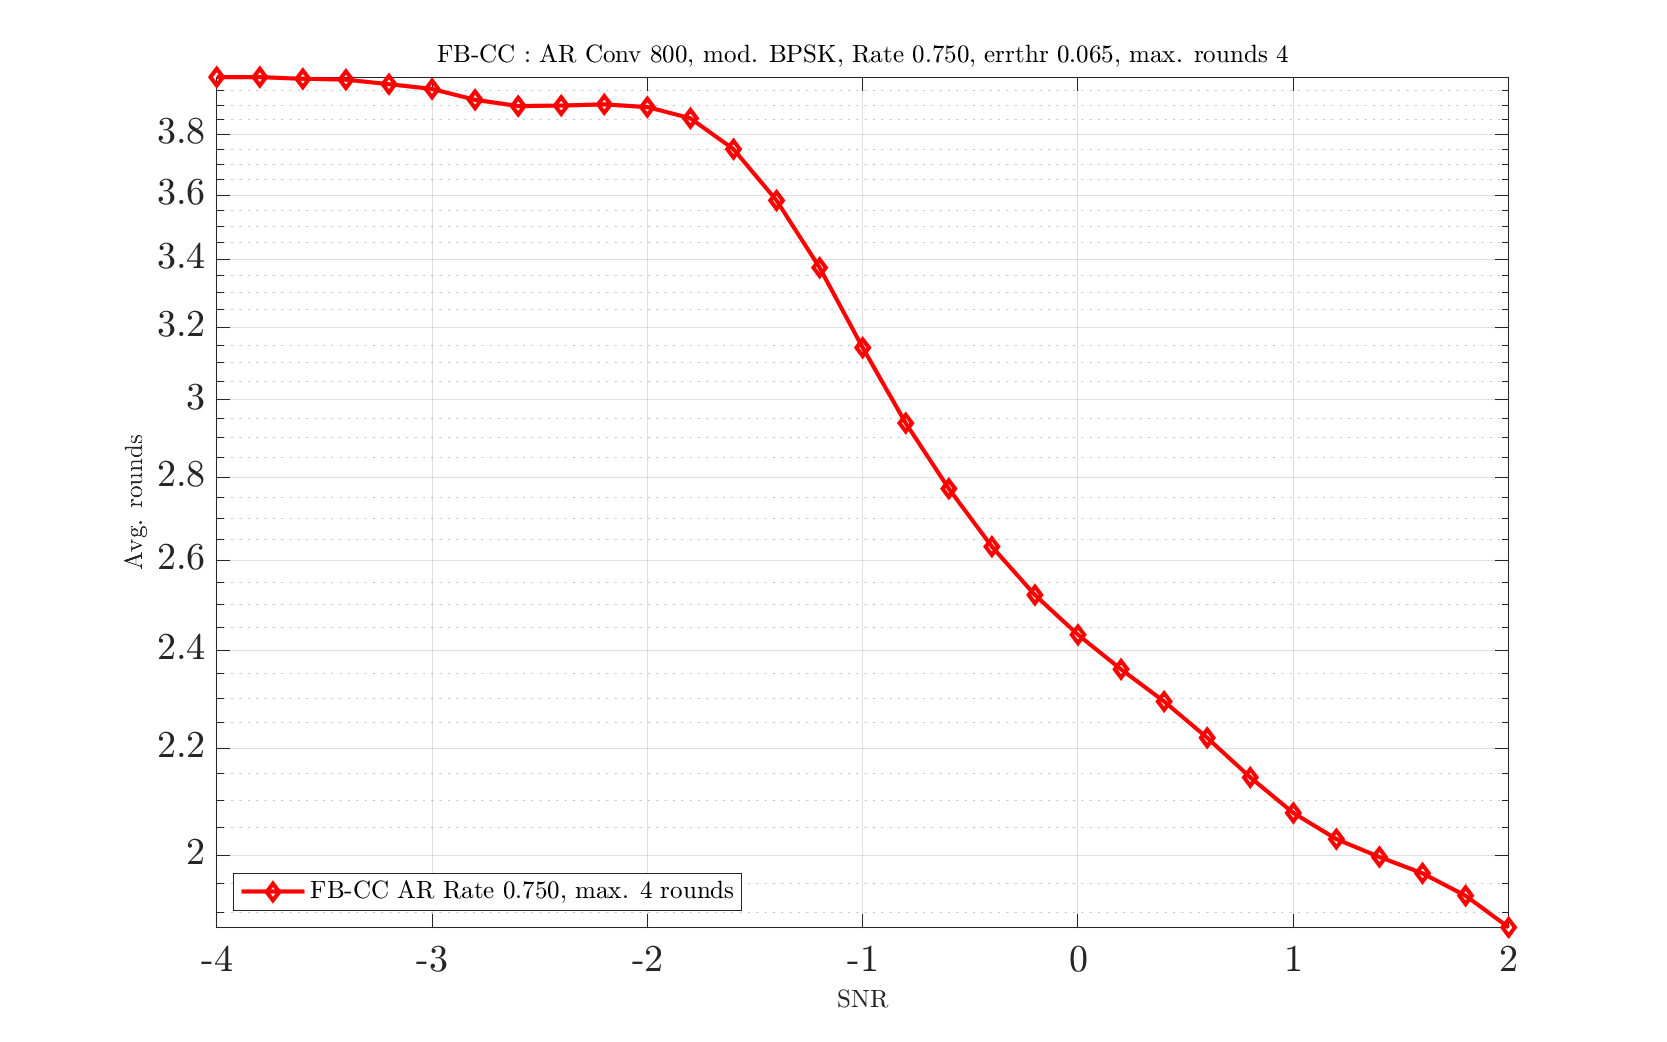 FB-CC : AR Conv 800, mod. BPSK, Rate 0.750, errthr 0.065, max. rounds 4
3.8
3.6
3.4
3.2
3
2.8
2.6
2.4
2.2
2
Avg. rounds
FB-CC AR Rate 0.750, max. 4 rounds
-4 -3 -2 -1 0 1 2
SNR